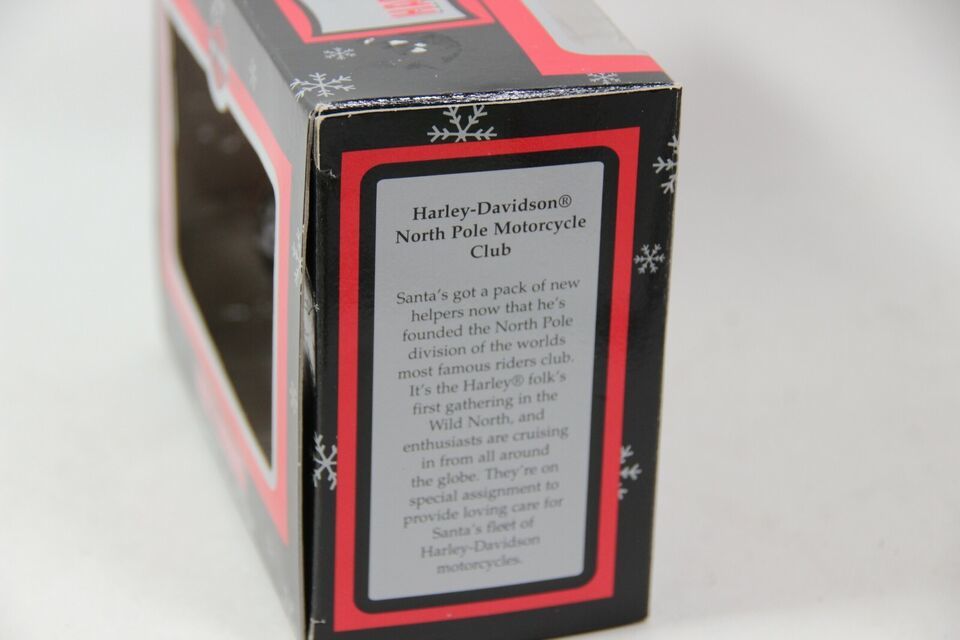 Harley-Davidson®
North Pole Motorcycle
Club
Santa's got a pack of new
helpers now that he's
founded the North Pole
division of the worlds
most famous riders club.
It's the Harley® folk's
first gathering in the
Wild North, and
enthusiasts are cruising
in from all around
the globe. They're on
special assignment to
provide loving care for
Santa's fleet of
Harley-Davidson
motorcycles.